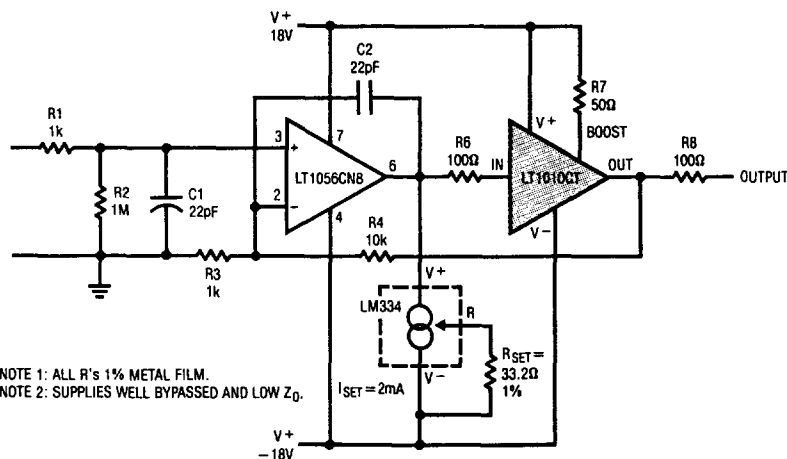 V+
18V
C2
22pF
R7
50Ω
BOOST
R1
1k
3
+
7
LT1056CN8
6
R6
100Ω
IN
V+
LT1010CT
OUT
R8
100Ω
OUTPUT
R2
1M
C1
22pF
2
−
4
V−
R3
1k
R4
10k
V+
LM334
R
V−
ISET=2mA
RSET=
33.2Ω
1%
NOTE 1: ALL R's 1% METAL FILM.
NOTE 2: SUPPLIES WELL BYPASSED AND LOW ZO.
V+
−18V